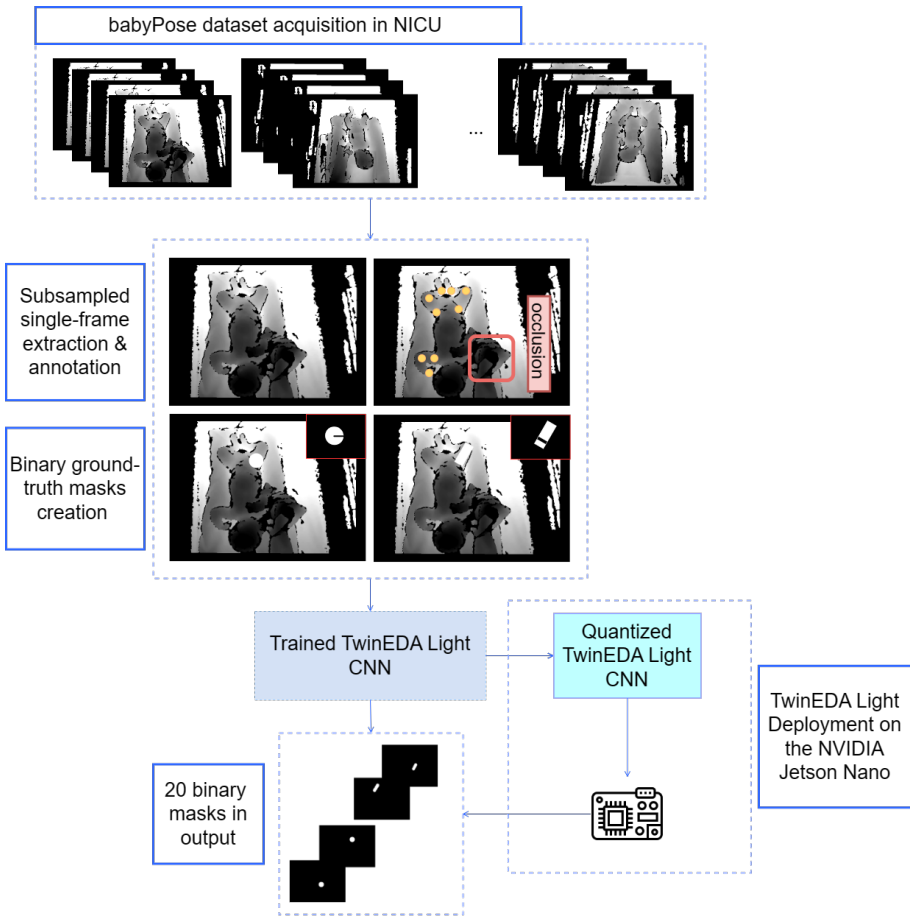 babyPose dataset acquisition in NICU
...
Subsampled
single-frame
extraction &
annotation
occlusion
Binary ground-
truth masks
creation
Trained TwinEDA Light
CNN
Quantized
TwinEDA Light
CNN
TwinEDA Light
Deployment on
the NVIDIA
Jetson Nano
20 binary
masks in
output